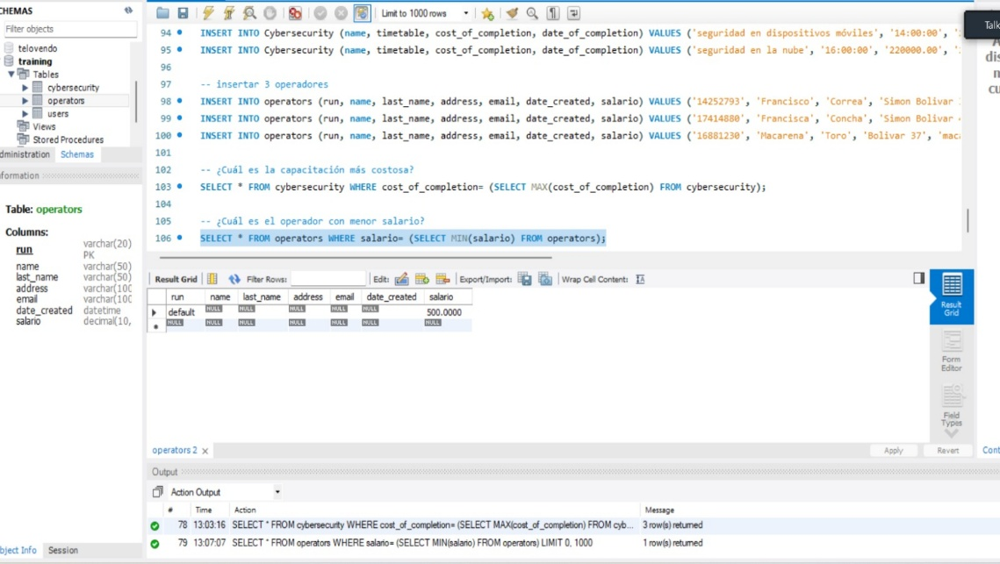 CHEMAS
Filter objects
telovendo
training
Tables
cybersecurity
operators
users
Views
Stored Procedures
dministration Schemas
formation
Table: operators
Columns:
run varchar(20)
PK
name varchar(50)
last_name varchar(50)
address varchar(100
email varchar(100
date_created datetime
salario decimal(10,
bject Info Session
Limit to 1000 rows
94 INSERT INTO Cybersecurity (name, timetable, cost_of_completion, date_of_completion) VALUES ('seguridad en dispositivos móviles', '14:00:00', '
95 INSERT INTO Cybersecurity (name, timetable, cost_of_completion, date_of_completion) VALUES ('seguridad en la nube', '16:00:00', '220000.00', '
96
97 -- insertar 3 operadores
98 INSERT INTO operators (run, name, last_name, address, email, date_created, salario) VALUES ('14252793', 'Francisco', 'Correa', 'Simon Bolivar
99 INSERT INTO operators (run, name, last_name, address, email, date_created, salario) VALUES ('17414880', 'Francisca', 'Concha', 'Simon Bolivar
100 INSERT INTO operators (run, name, last_name, address, email, date_created, salario) VALUES ('16881230', 'Macarena', 'Toro', 'Bolivar 37', 'maca
101
102 -- ¿Cuál es la capacitación más costosa?
103 SELECT * FROM cybersecurity WHERE cost_of_completion= (SELECT MAX(cost_of_completion) FROM cybersecurity);
104
105 -- ¿Cuál es el operador con menor salario?
106 SELECT * FROM operators WHERE salario= (SELECT MIN(salario) FROM operators);
Result Grid Filter Rows: Edit: Export/Import: Wrap Cell Content:
run name last_name address email date_created salario
default NULL NULL NULL NULL NULL 500.0000
NULL NULL NULL NULL NULL NULL NULL
Result
Grid
Form
Editor
Field
Types
operators 2 Apply Revert Cont
Output
Action Output
# Time Action Message
78 13:03:16 SELECT * FROM cybersecurity WHERE cost_of_completion= (SELECT MAX(cost_of_completion) FROM cyb... 3 row(s) returned
79 13:07:07 SELECT * FROM operators WHERE salario= (SELECT MIN(salario) FROM operators) LIMIT 0, 1000 1 row(s) returned
Talk
dis
m
cu